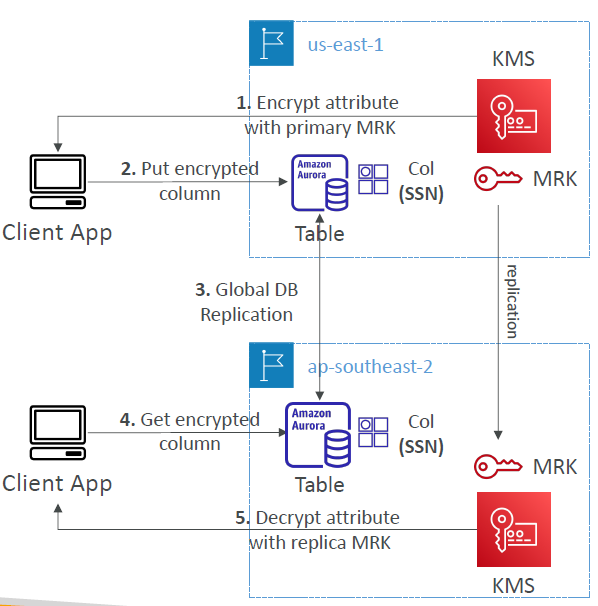 us-east-1
KMS
1. Encrypt attribute
with primary MRK
2. Put encrypted
column
Amazon
Aurora
Col
(SSN)
MRK
Client App
Table
3. Global DB
Replication
replication
ap-southeast-2
4. Get encrypted
column
Amazon
Aurora
Col
(SSN)
MRK
Client App
Table
5. Decrypt attribute
with replica MRK
KMS